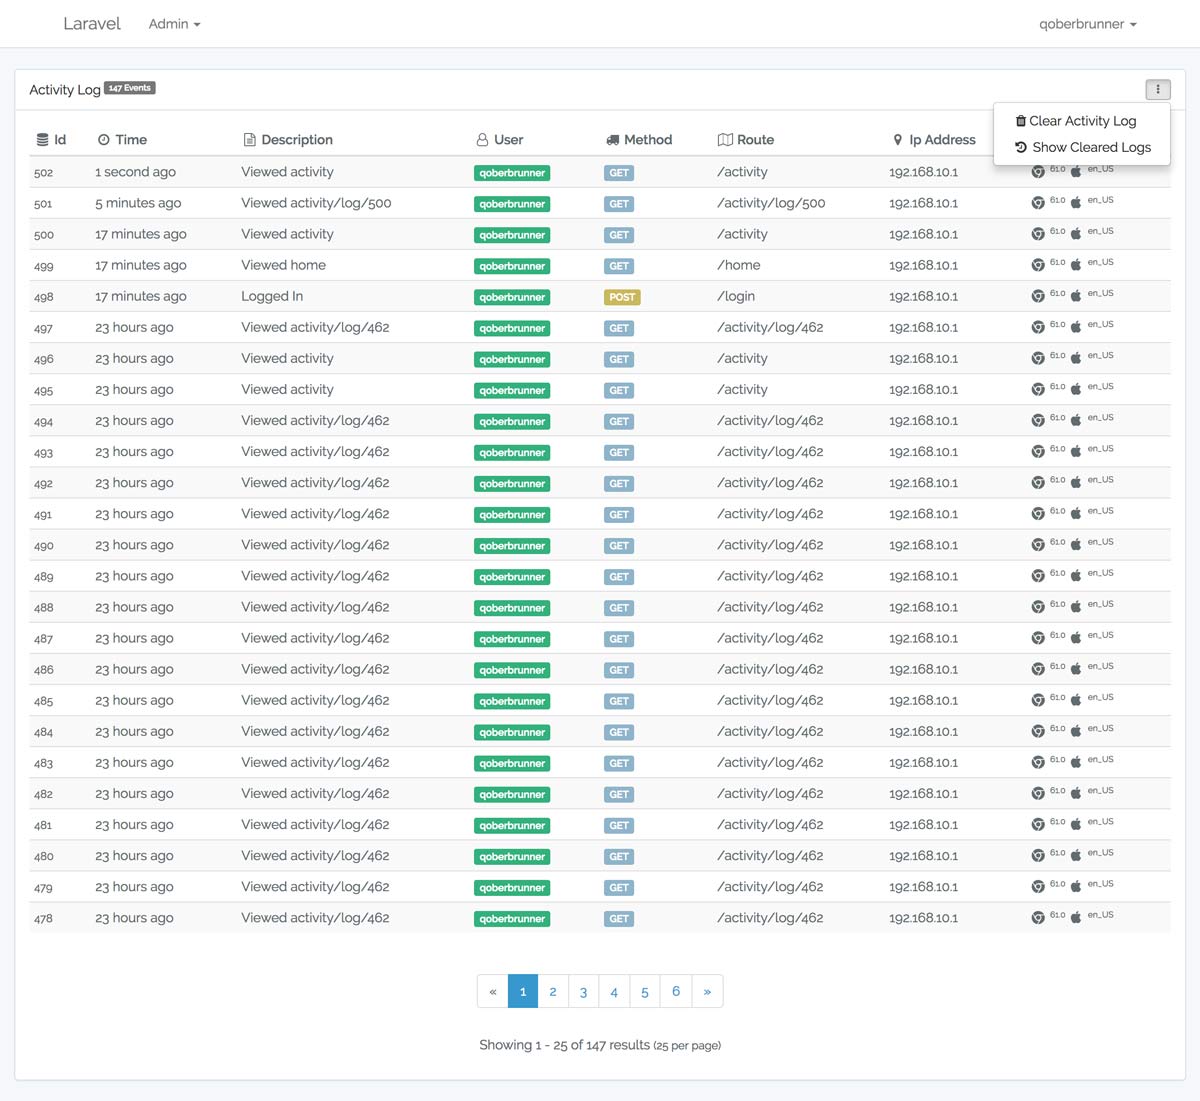 Laravel Admin qoberbrunner
Activity Log 147 Events
Clear Activity Log
Show Cleared Logs
Id Time Description User Method Route Ip Address
502 1 second ago Viewed activity qoberbrunner GET /activity 192.168.10.1 61.0 en_US
501 5 minutes ago Viewed activity/log/500 qoberbrunner GET /activity/log/500 192.168.10.1 61.0 en_US
500 17 minutes ago Viewed activity qoberbrunner GET /activity 192.168.10.1 61.0 en_US
499 17 minutes ago Viewed home qoberbrunner GET /home 192.168.10.1 61.0 en_US
498 17 minutes ago Logged In qoberbrunner POST /login 192.168.10.1 61.0 en_US
497 23 hours ago Viewed activity/log/462 qoberbrunner GET /activity/log/462 192.168.10.1 61.0 en_US
496 23 hours ago Viewed activity qoberbrunner GET /activity 192.168.10.1 61.0 en_US
495 23 hours ago Viewed activity qoberbrunner GET /activity 192.168.10.1 61.0 en_US
494 23 hours ago Viewed activity/log/462 qoberbrunner GET /activity/log/462 192.168.10.1 61.0 en_US
493 23 hours ago Viewed activity/log/462 qoberbrunner GET /activity/log/462 192.168.10.1 61.0 en_US
492 23 hours ago Viewed activity/log/462 qoberbrunner GET /activity/log/462 192.168.10.1 61.0 en_US
491 23 hours ago Viewed activity/log/462 qoberbrunner GET /activity/log/462 192.168.10.1 61.0 en_US
490 23 hours ago Viewed activity/log/462 qoberbrunner GET /activity/log/462 192.168.10.1 61.0 en_US
489 23 hours ago Viewed activity/log/462 qoberbrunner GET /activity/log/462 192.168.10.1 61.0 en_US
488 23 hours ago Viewed activity/log/462 qoberbrunner GET /activity/log/462 192.168.10.1 61.0 en_US
487 23 hours ago Viewed activity/log/462 qoberbrunner GET /activity/log/462 192.168.10.1 61.0 en_US
486 23 hours ago Viewed activity/log/462 qoberbrunner GET /activity/log/462 192.168.10.1 61.0 en_US
485 23 hours ago Viewed activity/log/462 qoberbrunner GET /activity/log/462 192.168.10.1 61.0 en_US
484 23 hours ago Viewed activity/log/462 qoberbrunner GET /activity/log/462 192.168.10.1 61.0 en_US
483 23 hours ago Viewed activity/log/462 qoberbrunner GET /activity/log/462 192.168.10.1 61.0 en_US
482 23 hours ago Viewed activity/log/462 qoberbrunner GET /activity/log/462 192.168.10.1 61.0 en_US
481 23 hours ago Viewed activity/log/462 qoberbrunner GET /activity/log/462 192.168.10.1 61.0 en_US
480 23 hours ago Viewed activity/log/462 qoberbrunner GET /activity/log/462 192.168.10.1 61.0 en_US
479 23 hours ago Viewed activity/log/462 qoberbrunner GET /activity/log/462 192.168.10.1 61.0 en_US
478 23 hours ago Viewed activity/log/462 qoberbrunner GET /activity/log/462 192.168.10.1 61.0 en_US
« 1 2 3 4 5 6 »
Showing 1 - 25 of 147 results (25 per page)